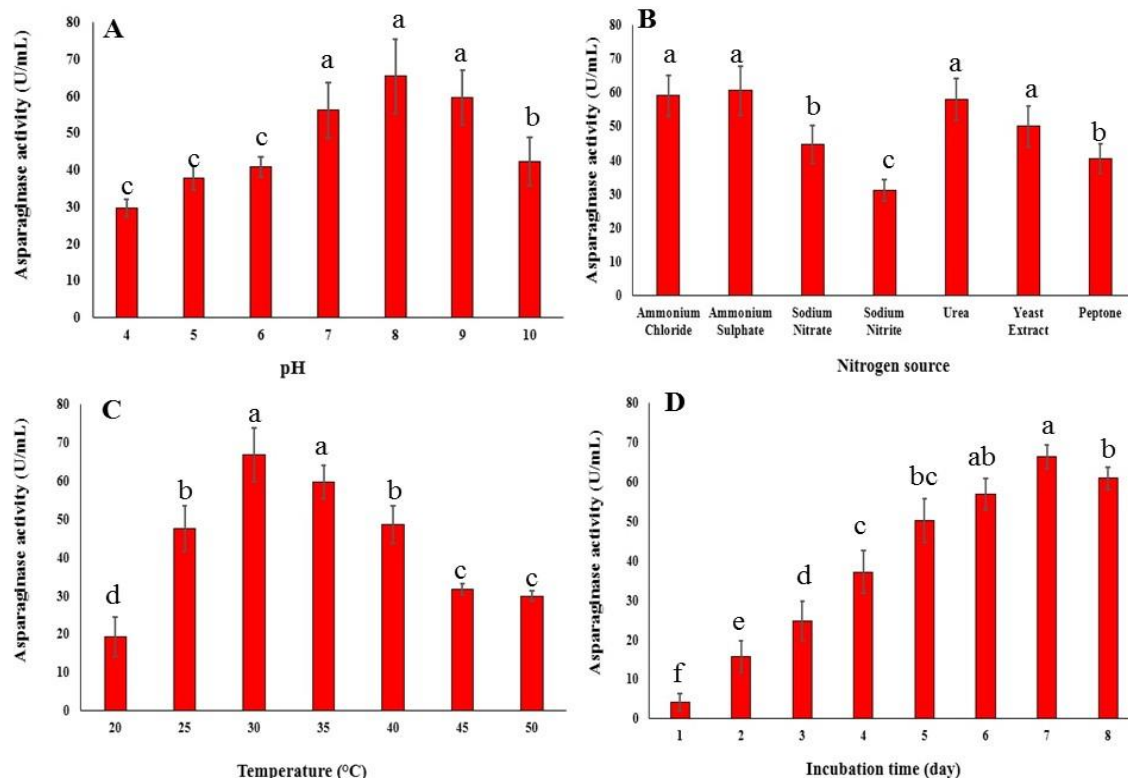 A
Asparaginase activity (U/mL)
80
70
60
50
40
30
20
10
0
c
c
c
a
a
a
b
4 5 6 7 8 9 10
pH
B
Asparaginase activity (U/mL)
80
70
60
50
40
30
20
10
0
a
a
b
c
a
a
b
Ammonium Chloride
Ammonium Sulphate
Sodium Nitrate
Sodium Nitrite
Urea
Yeast Extract
Peptone
Nitrogen source
C
Asparaginase activity (U/mL)
80
70
60
50
40
30
20
10
0
d
b
a
a
b
c
c
20 25 30 35 40 45 50
Temperature (°C)
D
Asparaginase activity (U/mL)
80
70
60
50
40
30
20
10
0
f
e
d
c
bc
ab
a
b
1 2 3 4 5 6 7 8
Incubation time (day)